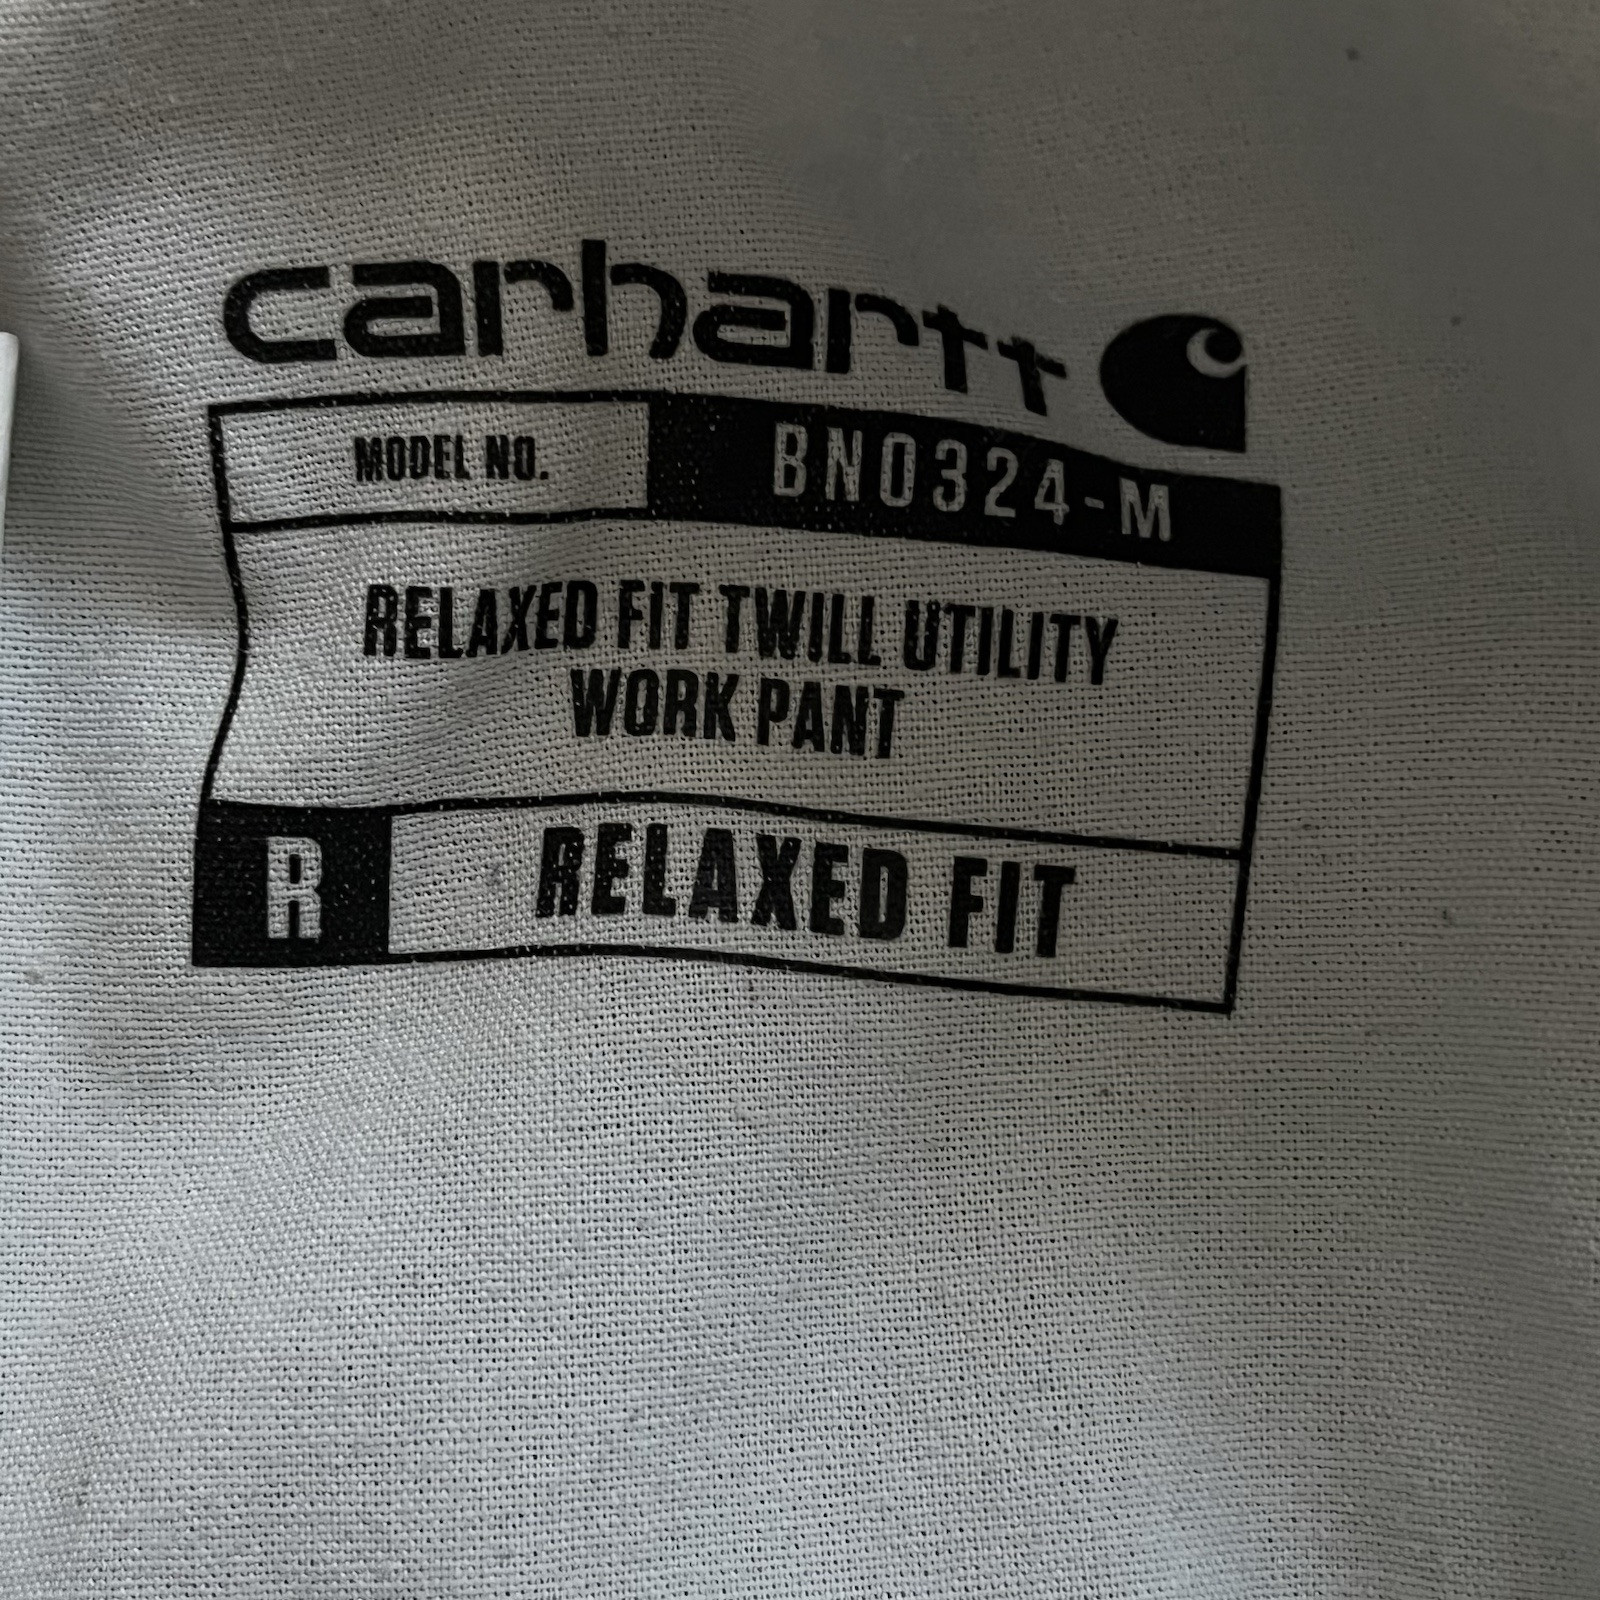 carhartt
MODEL NO. BN0324-M
RELAXED FIT TWILL UTILITY
WORK PANT
R RELAXED FIT